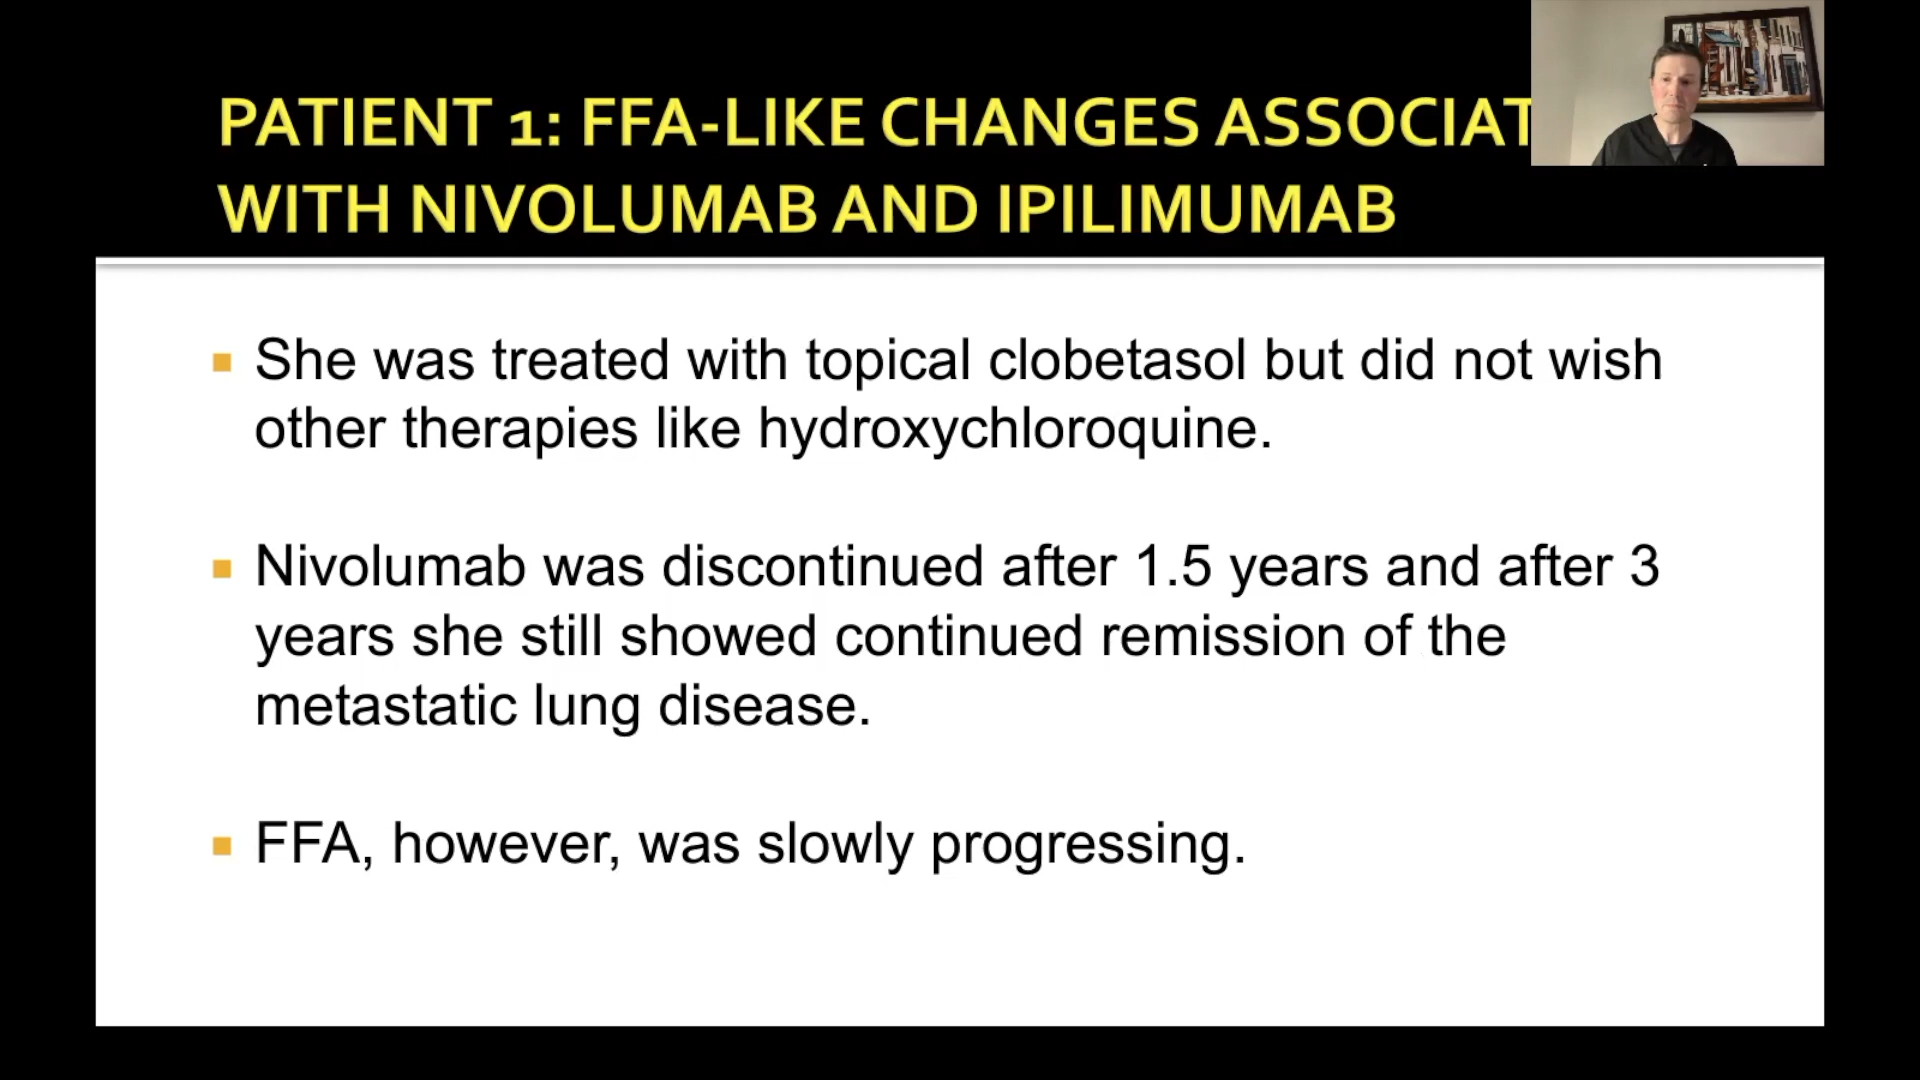 PATIENT 1: FFA-LIKE CHANGES ASSOCIAT
WITH NIVOLUMAB AND IPILIMUMAB
She was treated with topical clobetasol but did not wish
other therapies like hydroxychloroquine.
Nivolumab was discontinued after 1.5 years and after 3
years she still showed continued remission of the
metastatic lung disease.
FFA, however, was slowly progressing.